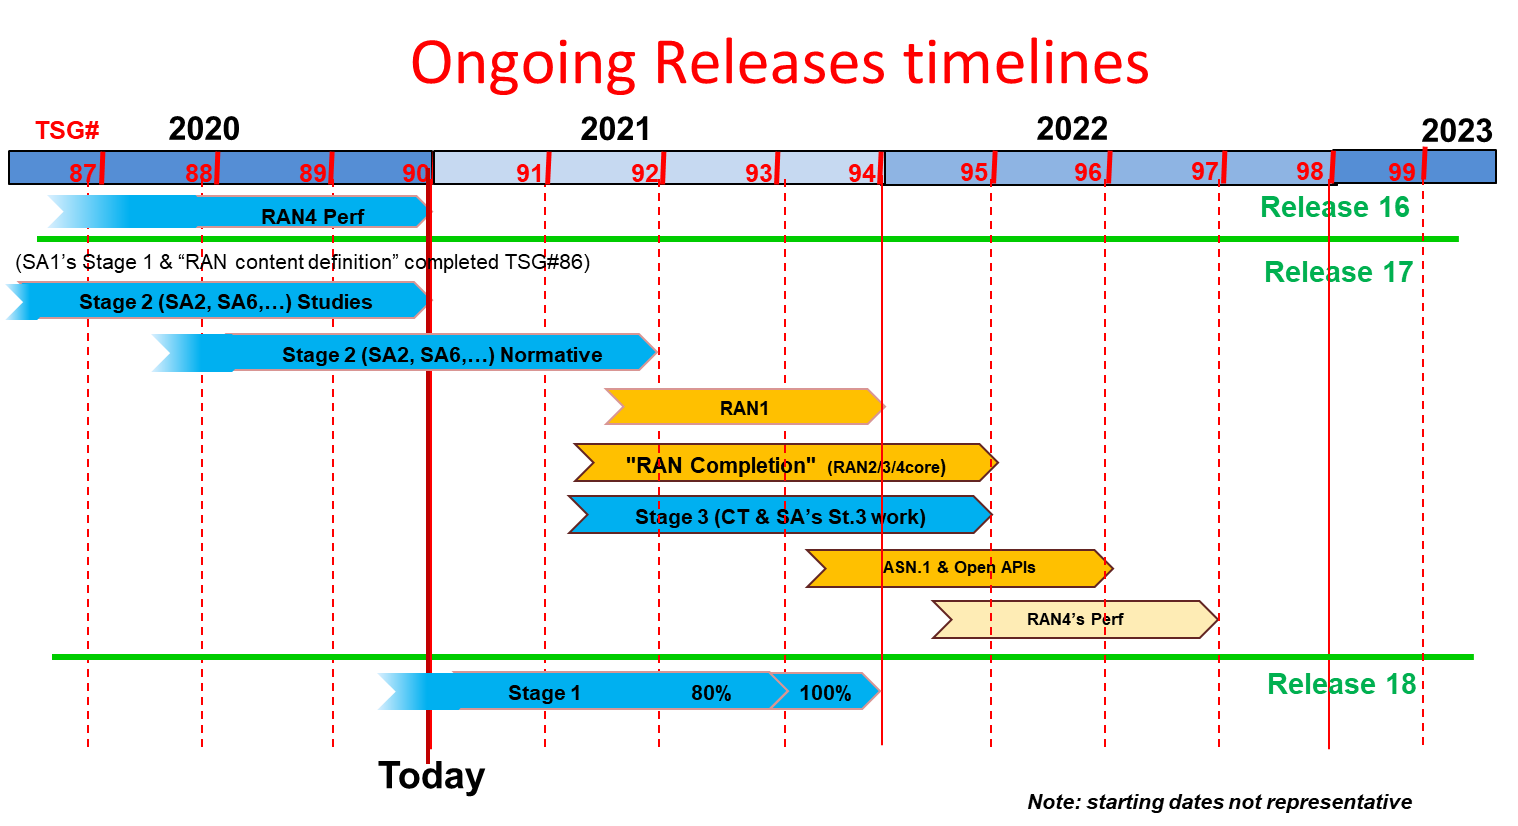 Ongoing Releases timelines
TSG# 2020 2021 2022 2023
87 88 89 90 91 92 93 94 95 96 97 98 99
RAN4 Perf
Release 16
(SA1’s Stage 1 & “RAN content definition” completed TSG#86)
Release 17
Stage 2 (SA2, SA6,…) Studies
Stage 2 (SA2, SA6,…) Normative
RAN1
"RAN Completion" (RAN2/3/4core)
Stage 3 (CT & SA’s St.3 work)
ASN.1 & Open APIs
RAN4’s Perf
Release 18
Stage 1 80% 100%
Today
Note: starting dates not representative